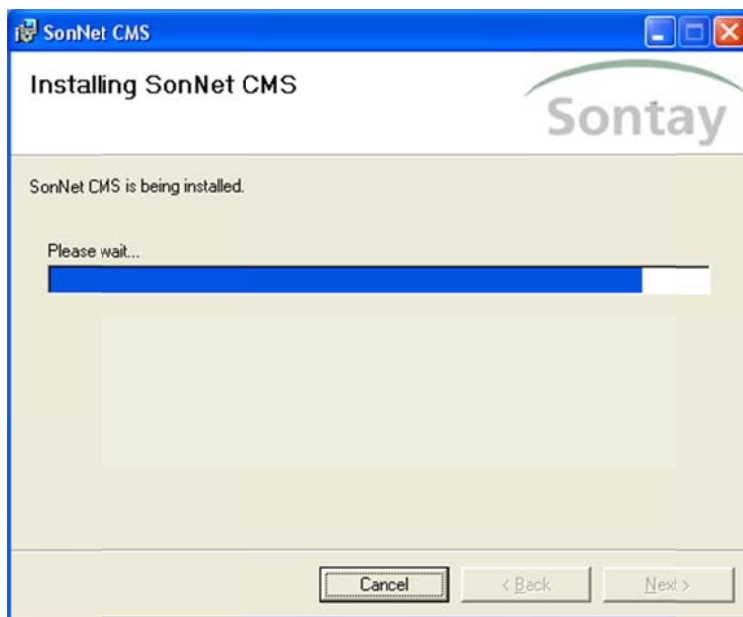 SonNet CMS
Installing SonNet CMS
Sontay
SonNet CMS is being installed.
Please wait...
Cancel
< Back
Next >